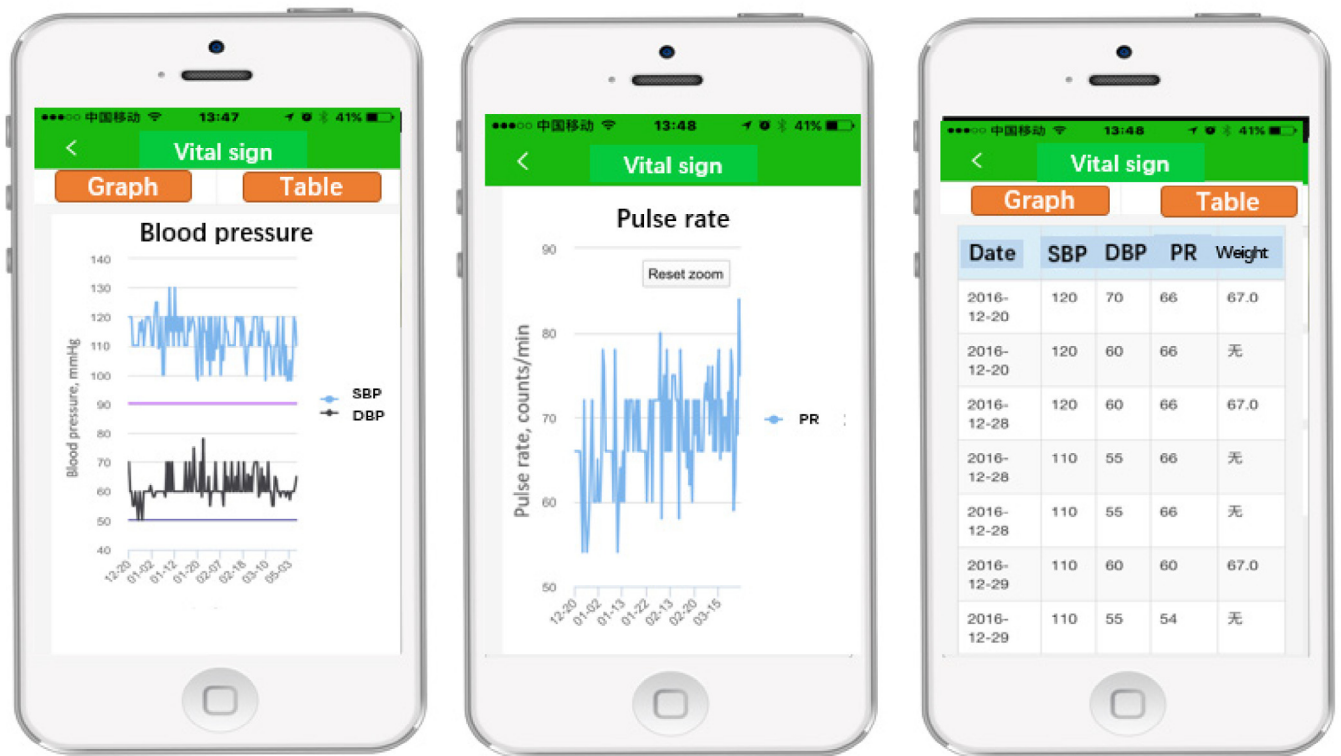 中国移动 13:47 41%
Vital sign
Graph Table
Blood pressure
140
130
120
110
100
90
80
70
60
50
40
Blood pressure, mmHg
12-20 01-02 01-12 01-20 02-07 02-18 03-10 05-03
SBP
DBP
中国移动 13:48 41%
Vital sign
Pulse rate
Reset zoom
90
80
70
60
50
Pulse rate, counts/min
12-20 01-02 01-13 01-22 02-13 02-20 03-15
PR
中国移动 13:48 41%
Vital sign
Graph Table
Date SBP DBP PR Weight
2016-
12-20 120 70 66 67.0
2016-
12-20 120 60 66 无
2016-
12-28 120 60 66 67.0
2016-
12-28 110 55 66 无
2016-
12-28 110 55 66 无
2016-
12-29 110 60 60 67.0
2016-
12-29 110 55 54 无